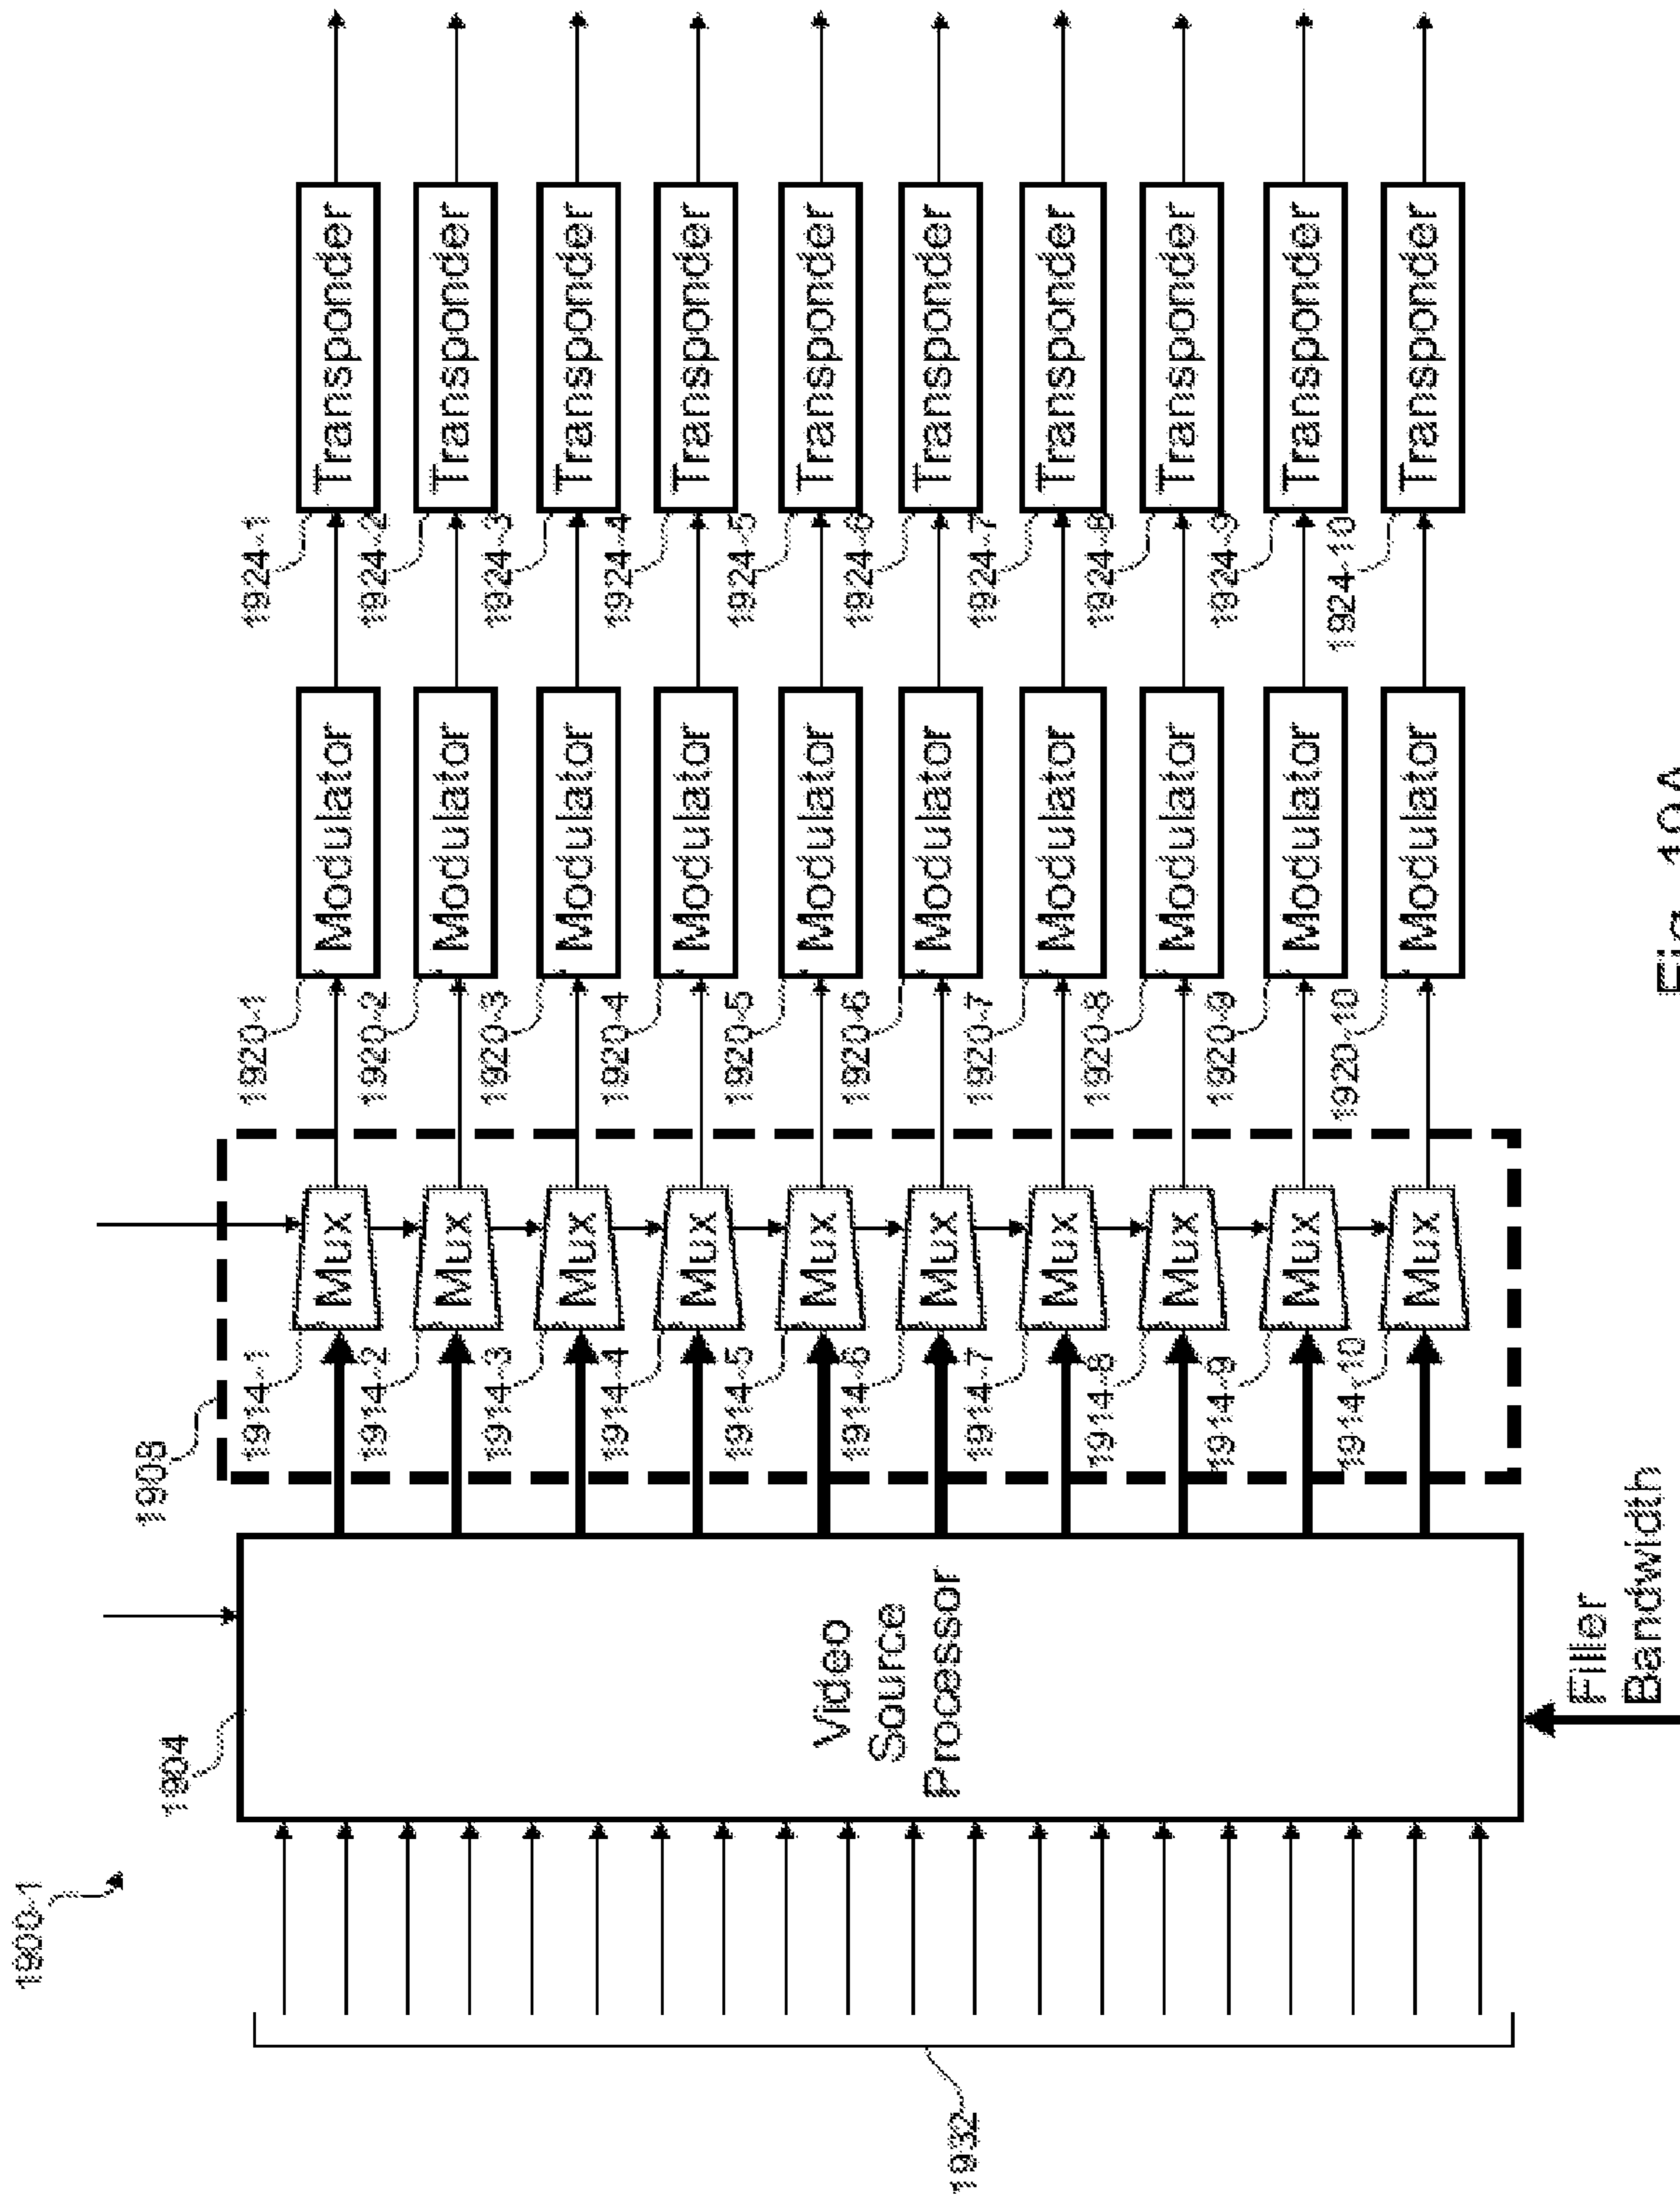 1900-1
1904
1908
1932
Video
Source
Processor
Filler
Bandwidth
1914-1
Mux
1920-1
Modulator
1924-1
Transponder
1914-2
Mux
1920-2
Modulator
1924-2
Transponder
1914-3
Mux
1920-3
Modulator
1924-3
Transponder
1914-4
Mux
1920-4
Modulator
1924-4
Transponder
1914-5
Mux
1920-5
Modulator
1924-5
Transponder
1914-6
Mux
1920-6
Modulator
1924-6
Transponder
1914-7
Mux
1920-7
Modulator
1924-7
Transponder
1914-8
Mux
1920-8
Modulator
1924-8
Transponder
1914-9
Mux
1920-9
Modulator
1924-9
Transponder
1914-10
Mux
1920-10
Modulator
1924-10
Transponder
Fig. 19A